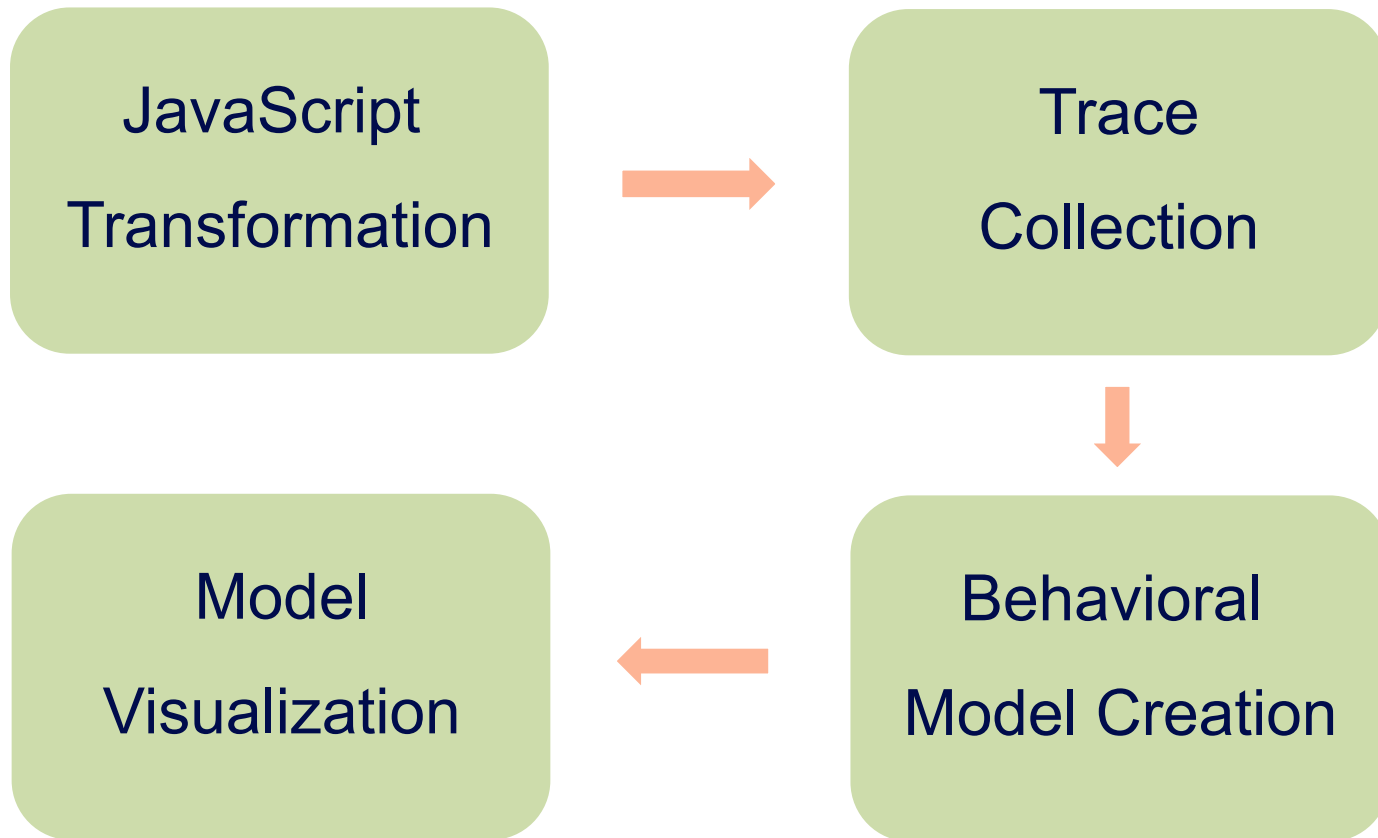 JavaScript
Transformation
Trace
Collection
Model
Visualization
Behavioral
Model Creation